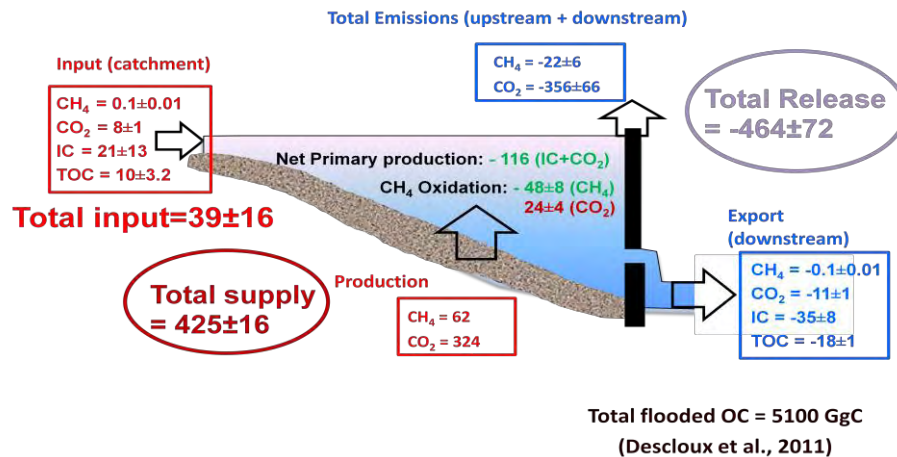 Total Emissions (upstream + downstream)
CH₄ = -22±6
CO₂ = -356±66
Input (catchment)
CH₄ = 0.1±0.01
CO₂ = 8±1
IC = 21±13
TOC = 10±3.2
Total input=39±16
Total Release
= -464±72
Net Primary production: - 116 (IC+CO₂)
CH₄ Oxidation: - 48±8 (CH₄)
24±4 (CO₂)
Export
(downstream)
CH₄ = -0.1±0.01
CO₂ = -11±1
IC = -35±8
TOC = -18±1
Total supply
= 425±16
Production
CH₄ = 62
CO₂ = 324
Total flooded OC = 5100 GgC
(Descloux et al., 2011)